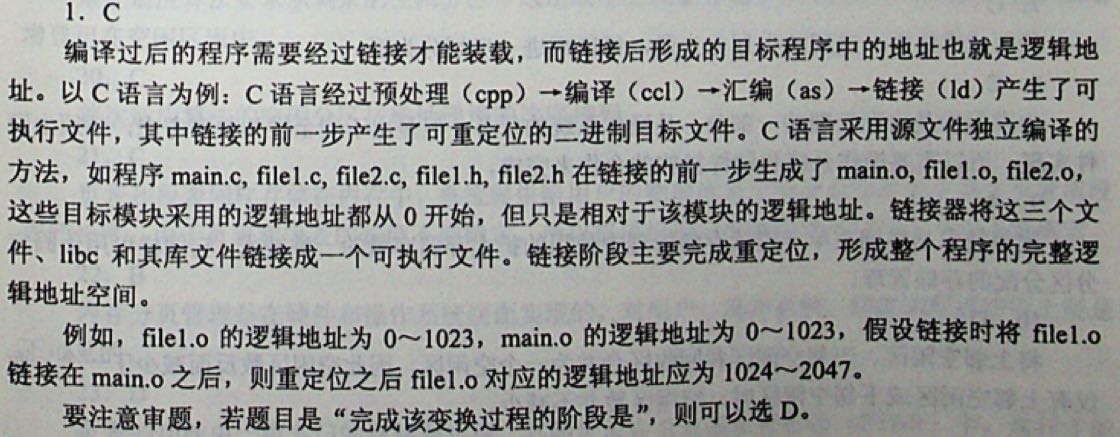 1．C
编译过后的程序需要经过链接才能装载，而链接后形成的目标程序中的地址也就是逻辑地
址。以 C 语言为例：C 语言经过预处理（cpp）→编译（ccl）→汇编（as）→链接（ld）产生了可
执行文件，其中链接的前一步产生了可重定位的二进制目标文件。C 语言采用源文件独立编译的
方法，如程序 main.c, file1.c, file2.c, file1.h, file2.h 在链接的前一步生成了 main.o, file1.o, file2.o，
这些目标模块采用的逻辑地址都从 0 开始，但只是相对于该模块的逻辑地址。链接器将这三个文
件、libc 和其库文件链接成一个可执行文件。链接阶段主要完成重定位，形成整个程序的完整逻
辑地址空间。
例如，file1.o 的逻辑地址为 0～1023，main.o 的逻辑地址为 0～1023，假设链接时将 file1.o
链接在 main.o 之后，则重定位之后 file1.o 对应的逻辑地址应为 1024～2047。
要注意审题，若题目是“完成该变换过程的阶段是”，则可以选 D。